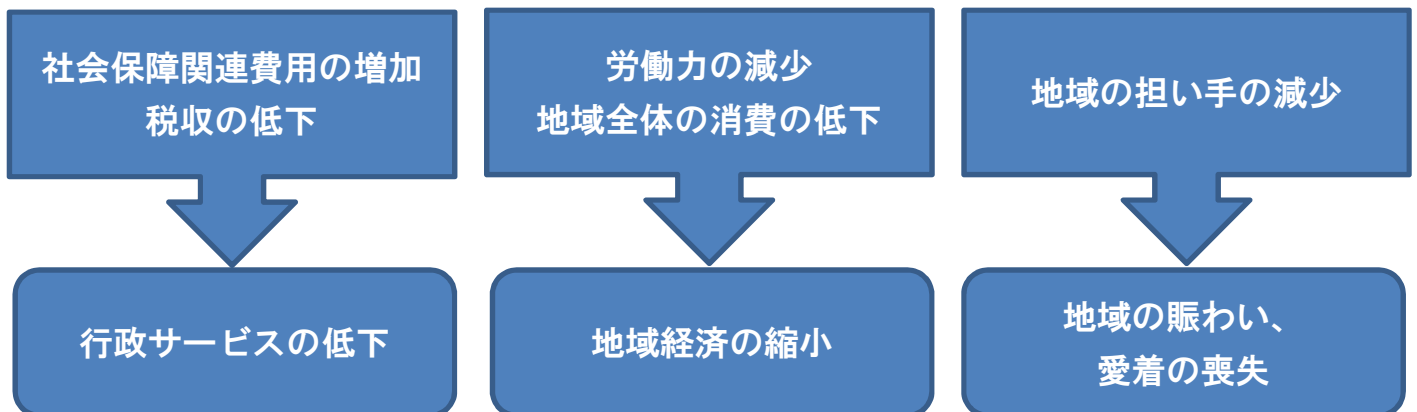 社会保障関連費用の増加
税収の低下
労働力の減少
地域全体の消費の低下
地域の担い手の減少
行政サービスの低下
地域経済の縮小
地域の賑わい、
愛着の喪失